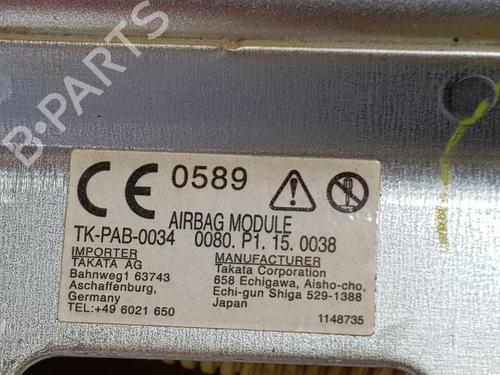 B-PARTS
CE 0589
AIRBAG MODULE
TK-PAB-0034 0080. P1. 15. 0038
IMPORTER
TAKATA AG
Bahnweg1 63743
Aschaffenburg,
Germany
TEL:+49 6021 650
MANUFACTURER
Takata Corporation
658 Echigawa, Aisho-cho,
Echi-gun Shiga 529-1388
Japan
1148735